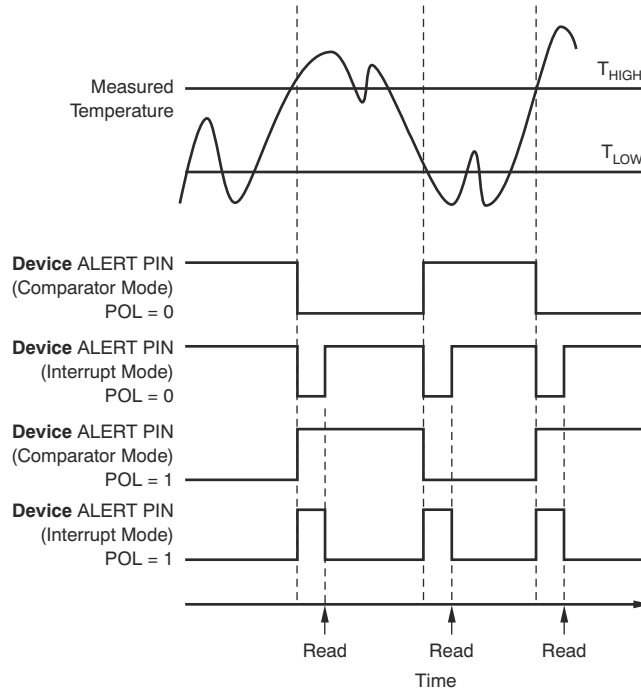 Measured
Temperature
THIGH
TLOW
Device ALERT PIN
(Comparator Mode)
POL = 0
Device ALERT PIN
(Interrupt Mode)
POL = 0
Device ALERT PIN
(Comparator Mode)
POL = 1
Device ALERT PIN
(Interrupt Mode)
POL = 1
Read Read Read
Time